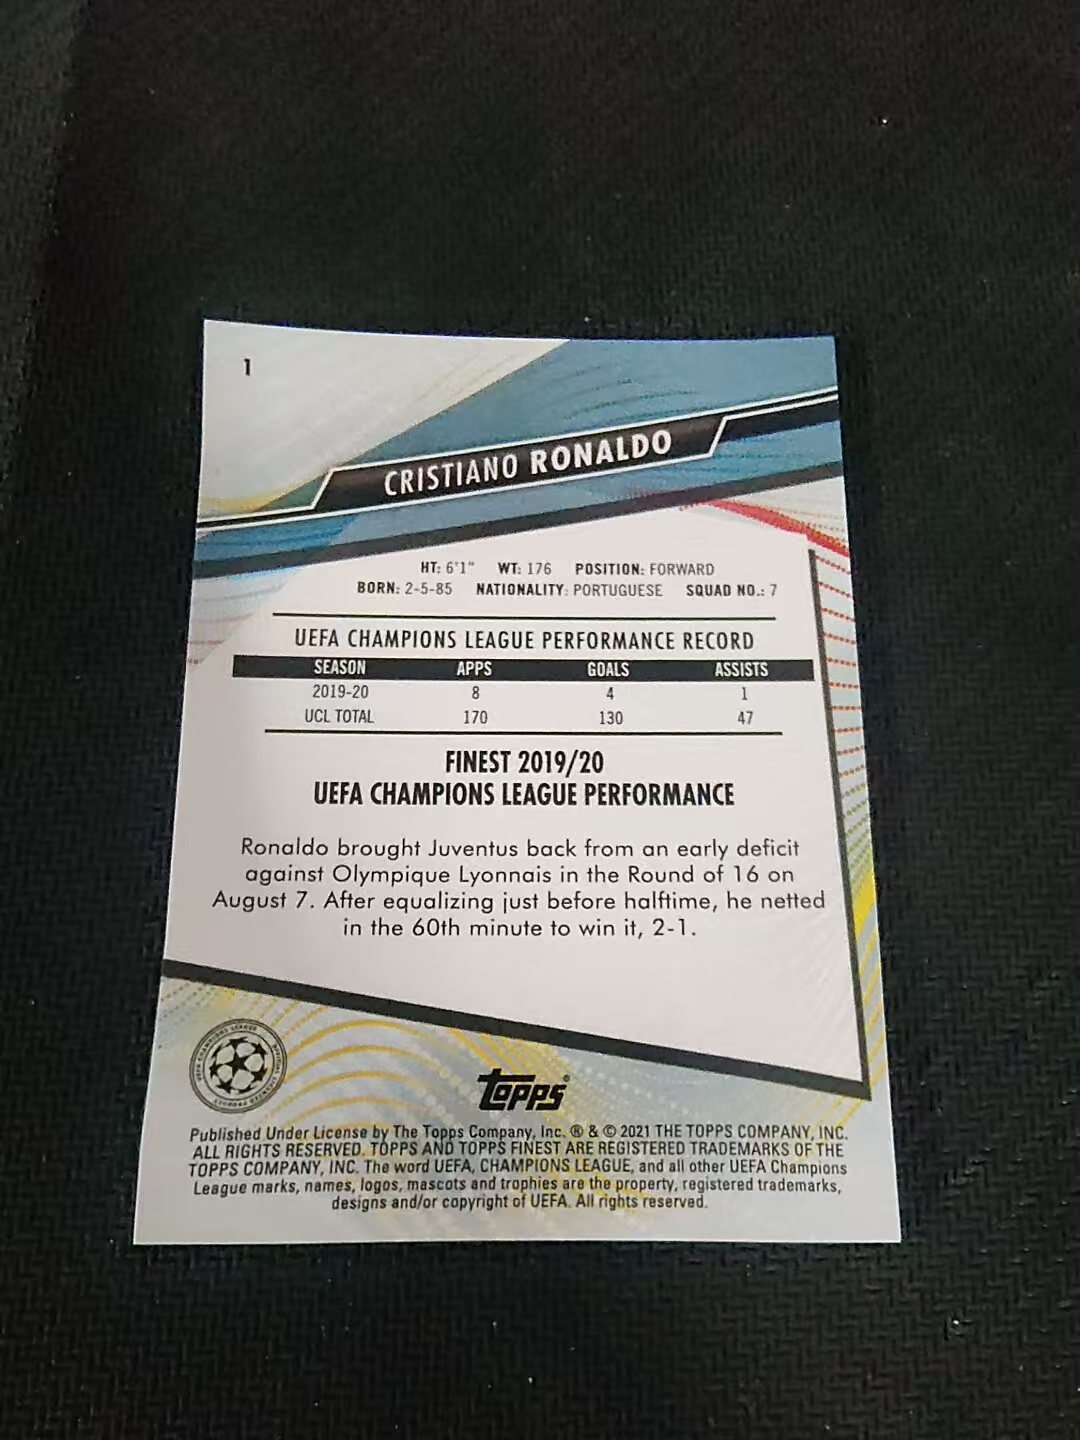 1
CRISTIANO RONALDO
HT: 6'1" WT: 176 POSITION: FORWARD
BORN: 2-5-85 NATIONALITY: PORTUGUESE SQUAD NO.: 7
UEFA CHAMPIONS LEAGUE PERFORMANCE RECORD
SEASON APPS GOALS ASSISTS
2019-20 8 4 1
UCL TOTAL 170 130 47
FINEST 2019/20
UEFA CHAMPIONS LEAGUE PERFORMANCE
Ronaldo brought Juventus back from an early deficit
against Olympique Lyonnais in the Round of 16 on
August 7. After equalizing just before halftime, he netted
in the 60th minute to win it, 2-1.
UEFA CHAMPIONS LEAGUE
OFFICIAL LICENSED PRODUCT
topps®
Published Under License by The Topps Company, Inc. ® & © 2021 THE TOPPS COMPANY, INC.
ALL RIGHTS RESERVED. TOPPS AND TOPPS FINEST ARE REGISTERED TRADEMARKS OF THE
TOPPS COMPANY, INC. The word UEFA, CHAMPIONS LEAGUE, and all other UEFA Champions
League marks, names, logos, mascots and trophies are the property, registered trademarks,
designs and/or copyright of UEFA. All rights reserved.